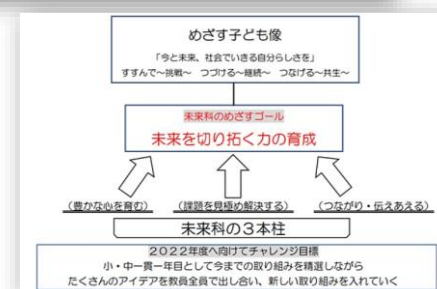 めざす子ども像
「今と未来、社会でいきる自分らしさを」
すすんで～挑戦～ つづける～継続～ つなげる～共生～
未来科のめざすゴール
未来を切り拓く力の育成
（豊かな心を育む） （課題を見極め解決する） （つながり・伝えあえる）
未来科の３本柱
２０２２年度へ向けてチャレンジ目標
小・中一貫一年目として今までの取り組みを精選しながら
たくさんのアイデアを教員全員で出し合い、新しい取り組みを入れていく